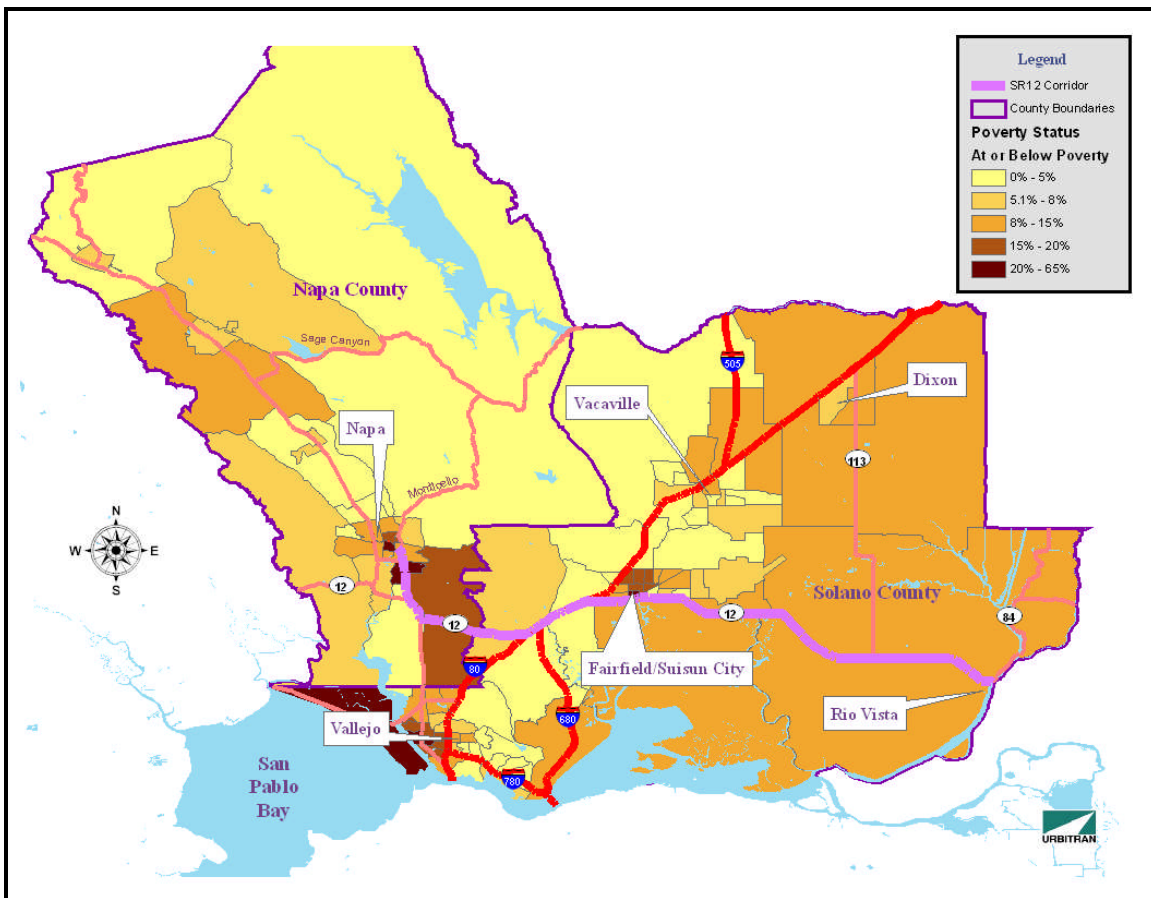 Legend
SR12 Corridor
County Boundaries
Poverty Status
At or Below Poverty
0% - 5%
5.1% - 8%
8% - 15%
15% - 20%
20% - 65%
Napa County
Sage Canyon
505
Dixon
Vacaville
Napa
113
Monticello
N
W
E
S
12
Solano County
12
12
84
80
Fairfield/Suisun City
680
Rio Vista
Vallejo
San
Pablo
Bay
780
URBITRAN